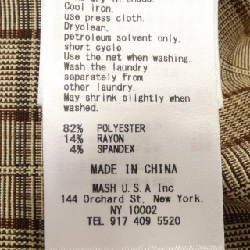 Cool iron.
use press cloth.
Dryclean,
petroleum solvent only,
short cycle.
Use the net when washing.
Wash the laundry
separately from
other laundry.
May shrink slightly when
washed.
82% POLYESTER
14% RAYON
4% SPANDEX
MADE IN CHINA
MASH U.S.A Inc
144 Orchard St, New York,
NY 10002
TEL 917 409 5520